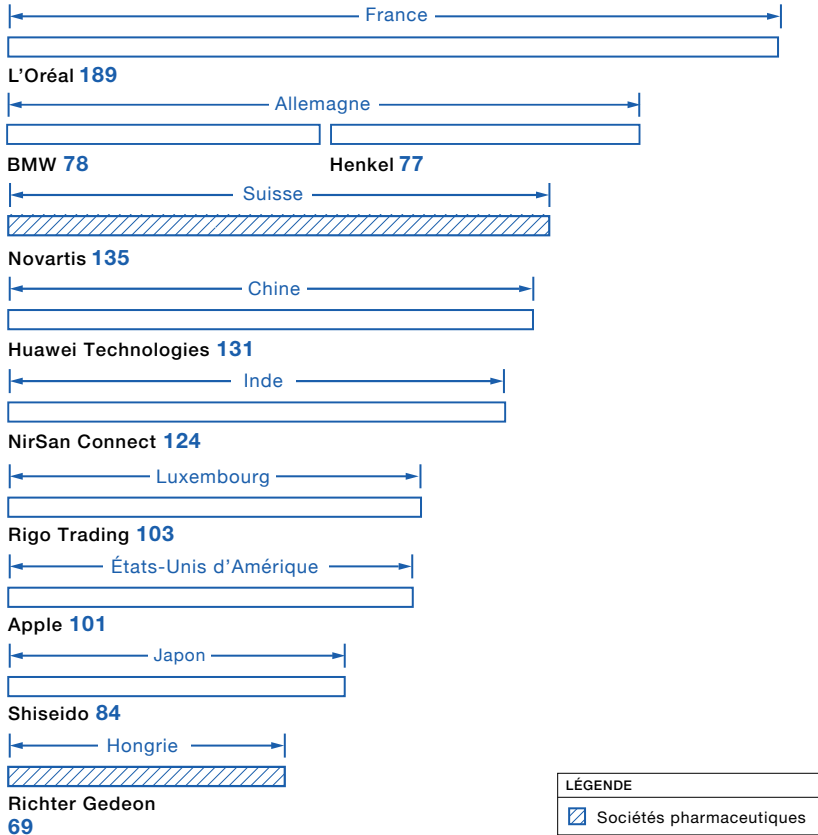 France
L’Oréal 189
Allemagne
BMW 78 Henkel 77
Suisse
Novartis 135
Chine
Huawei Technologies 131
Inde
NirSan Connect 124
Luxembourg
Rigo Trading 103
États-Unis d’Amérique
Apple 101
Japon
Shiseido 84
Hongrie
Richter Gedeon
69
LÉGENDE
Sociétés pharmaceutiques